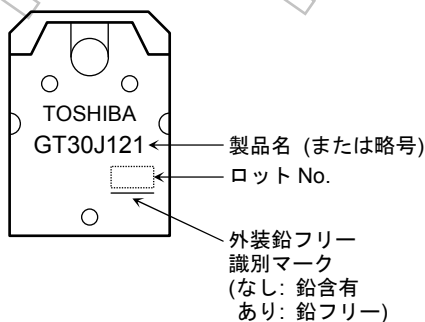 TOSHIBA
GT30J121
製品名 (または略号)
ロット No.
外装鉛フリー
識別マーク
(なし: 鉛含有
あり: 鉛フリー)